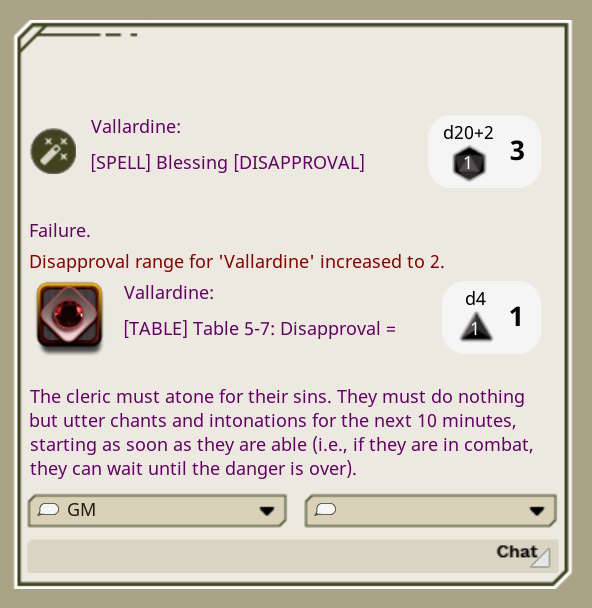 Vallardine:
d20+2
[SPELL] Blessing [DISAPPROVAL]
1
3
Failure.
Disapproval range for 'Vallardine' increased to 2.
Vallardine:
d4
[TABLE] Table 5-7: Disapproval =
1
1
The cleric must atone for their sins. They must do nothing
but utter chants and intonations for the next 10 minutes,
starting as soon as they are able (i.e., if they are in combat,
they can wait until the danger is over).
GM
Chat